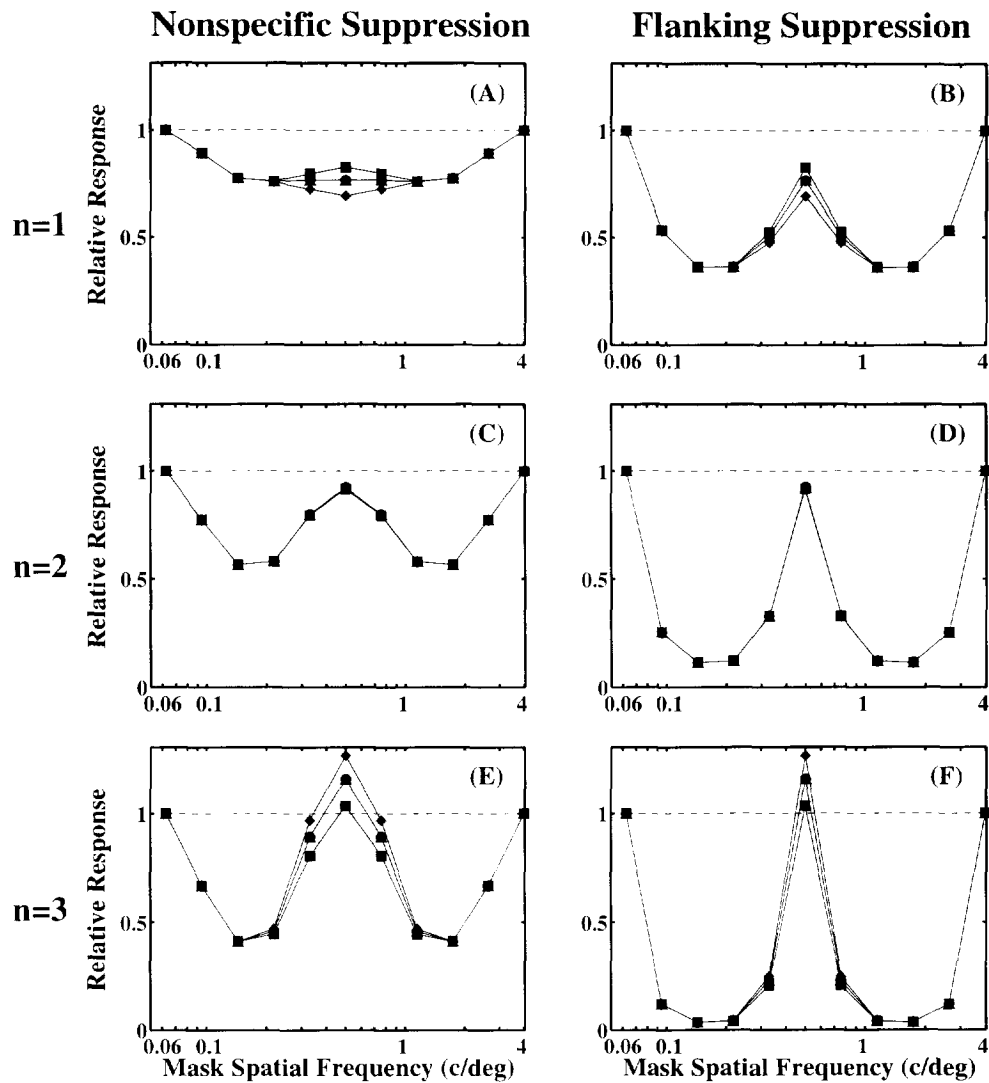 Nonspecific Suppression
Flanking Suppression
n=1
Relative Response
(A)
1
0.5
0
0.06 0.1 1 4
(B)
1
0.5
0
0.06 0.1 1 4
n=2
Relative Response
(C)
1
0.5
0
0.06 0.1 1 4
(D)
1
0.5
0
0.06 0.1 1 4
n=3
Relative Response
(E)
1
0.5
0
0.06 0.1 1 4
Mask Spatial Frequency (c/deg)
(F)
1
0.5
0
0.06 0.1 1 4
Mask Spatial Frequency (c/deg)